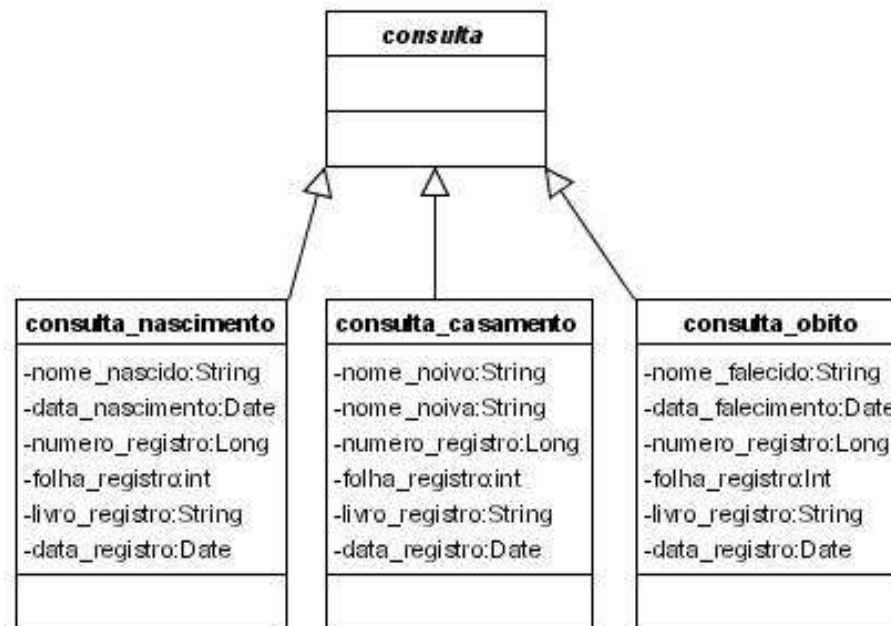 consulta
consulta_nascimento
-nome_nascido:String
-data_nascimento:Date
-numero_registro:Long
-folha_registro:int
-livro_registro:String
-data_registro:Date
consulta_casamento
-nome_noivo:String
-nome_noiva:String
-numero_registro:Long
-folha_registro:int
-livro_registro:String
-data_registro:Date
consulta_obito
-nome_falecido:String
-data_falecimento:Date
-numero_registro:Long
-folha_registro:Int
-livro_registro:String
-data_registro:Date